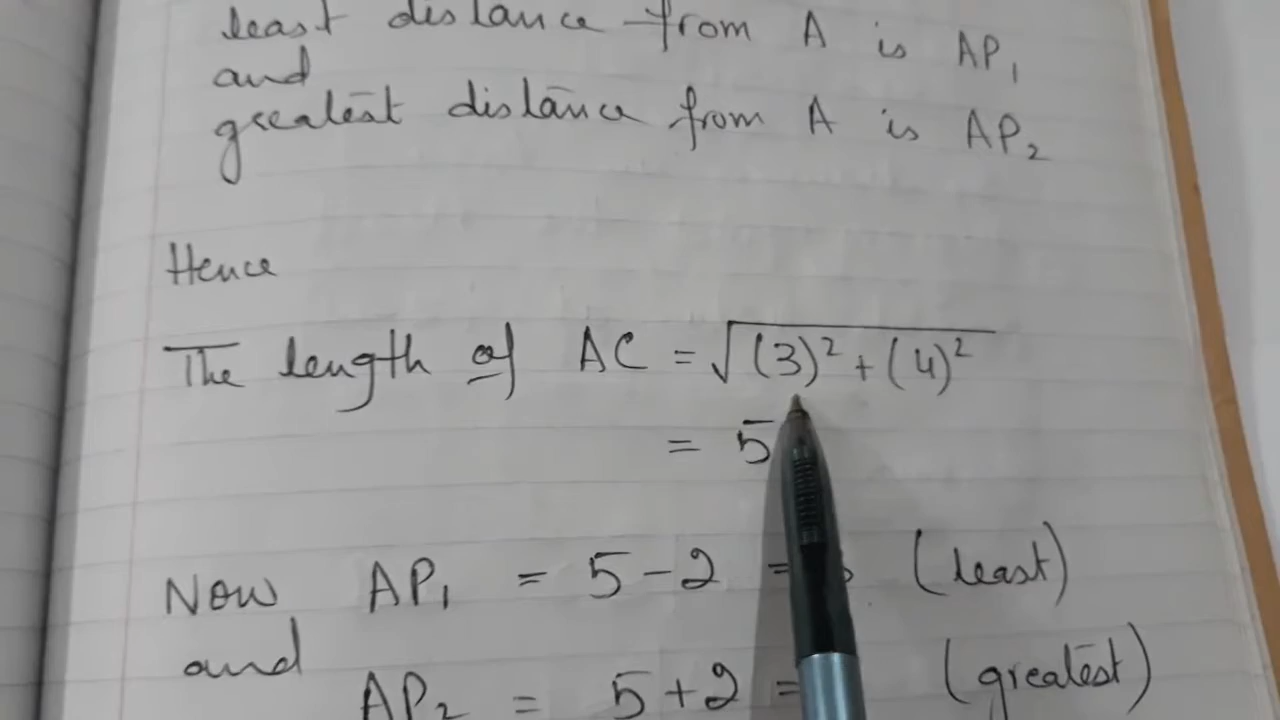 least distance from A is AP₁
and
greatest distance from A is AP₂
Hence
The length of AC = √(3)² + (4)²
= 5
Now AP₁ = 5 - 2 = (least)
and
AP₂ = 5 + 2 = (greatest)